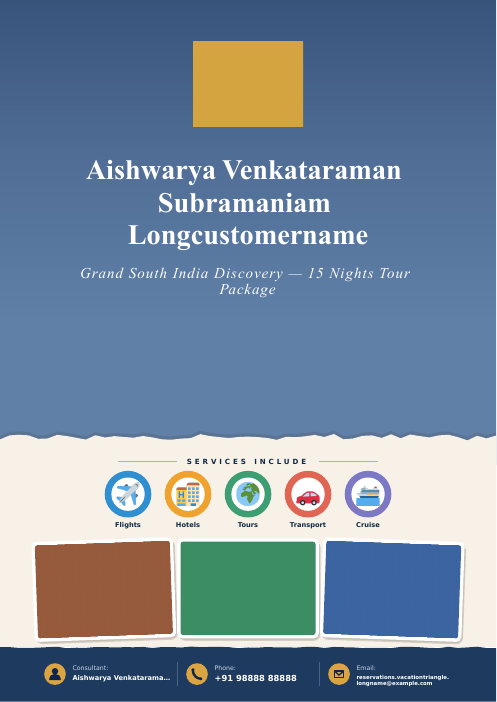 Aishwarya Venkataraman
Subramaniam
Longcustomername
Grand South India Discovery — 15 Nights Tour
Package
SERVICES INCLUDE
Flights
Hotels
Tours
Transport
Cruise
Consultant:
Aishwarya Venkatarama...
Phone:
+91 98888 88888
Email:
reservations.vacationtriangle.
longname@example.com